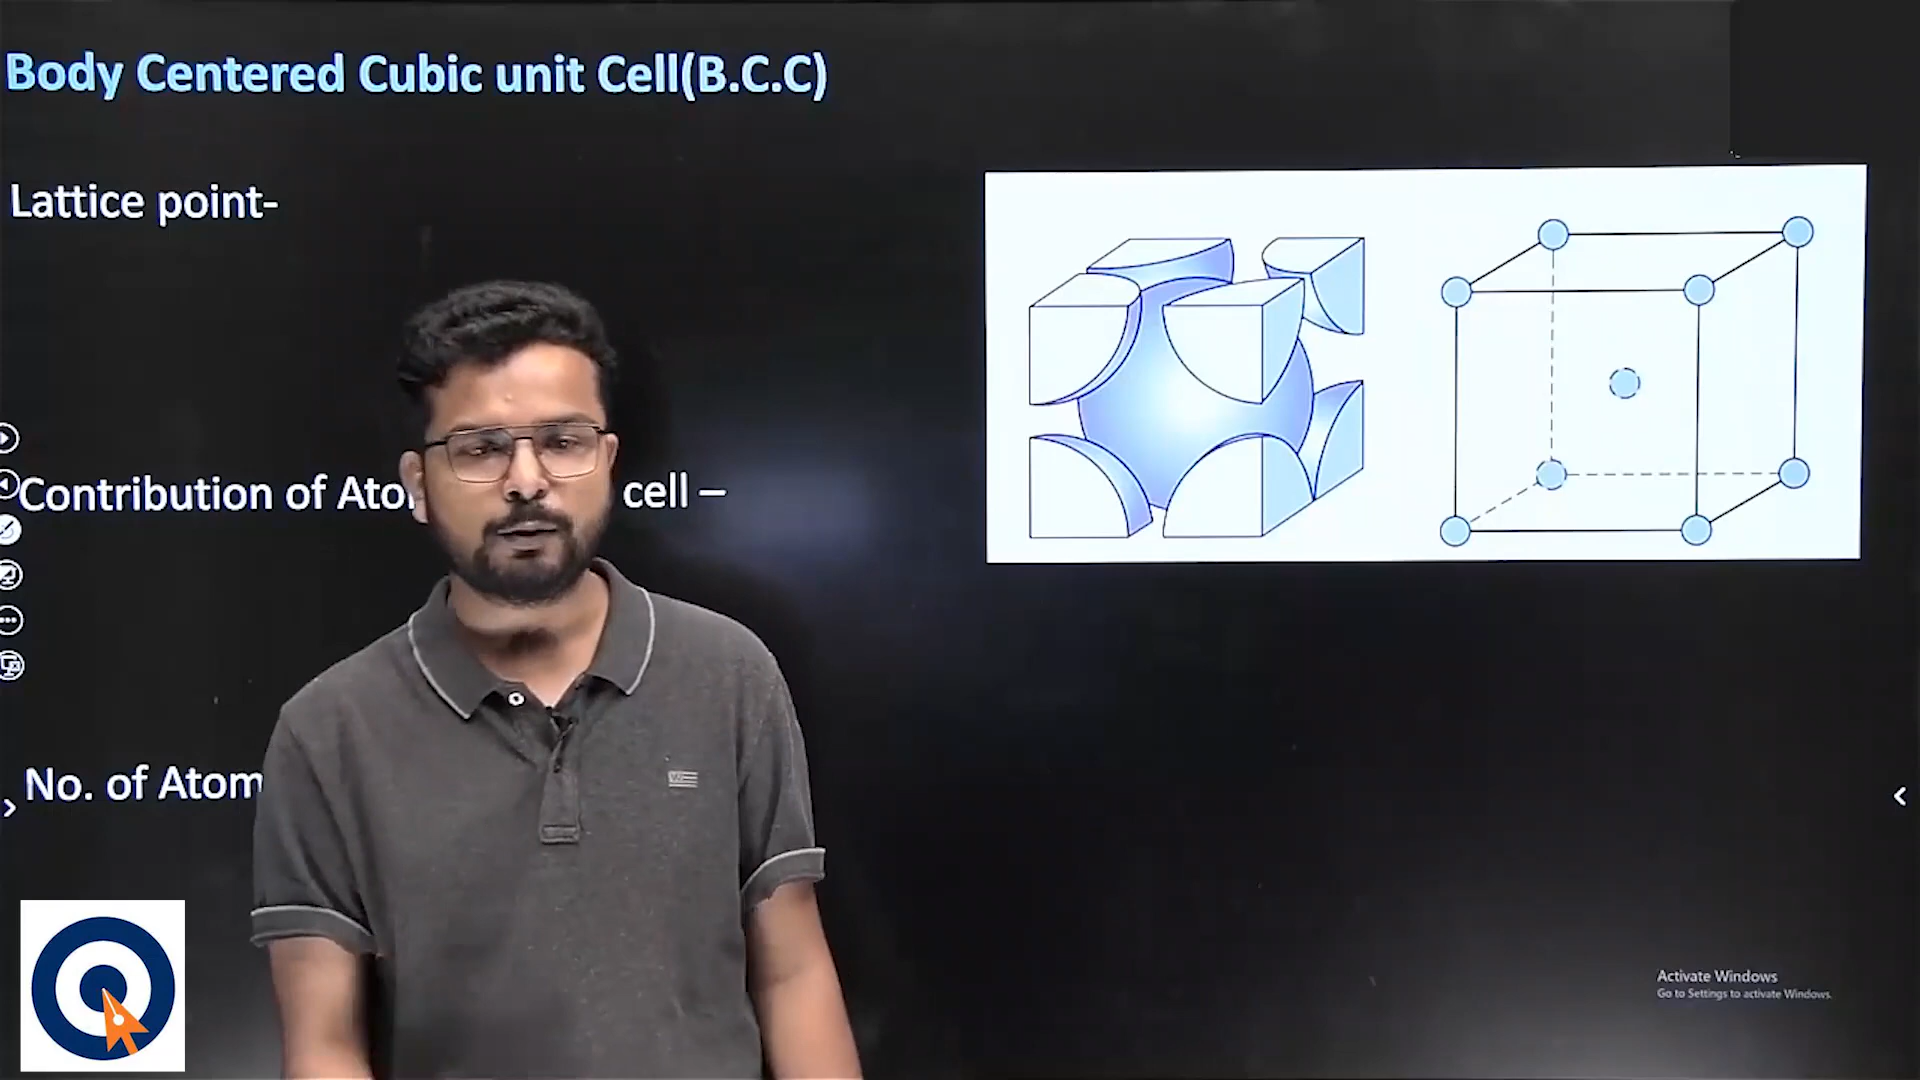 Body Centered Cubic unit Cell(B.C.C)
Lattice point-
Contribution of Ato cell –
No. of Atom
Activate Windows
Go to Settings to activate Windows.